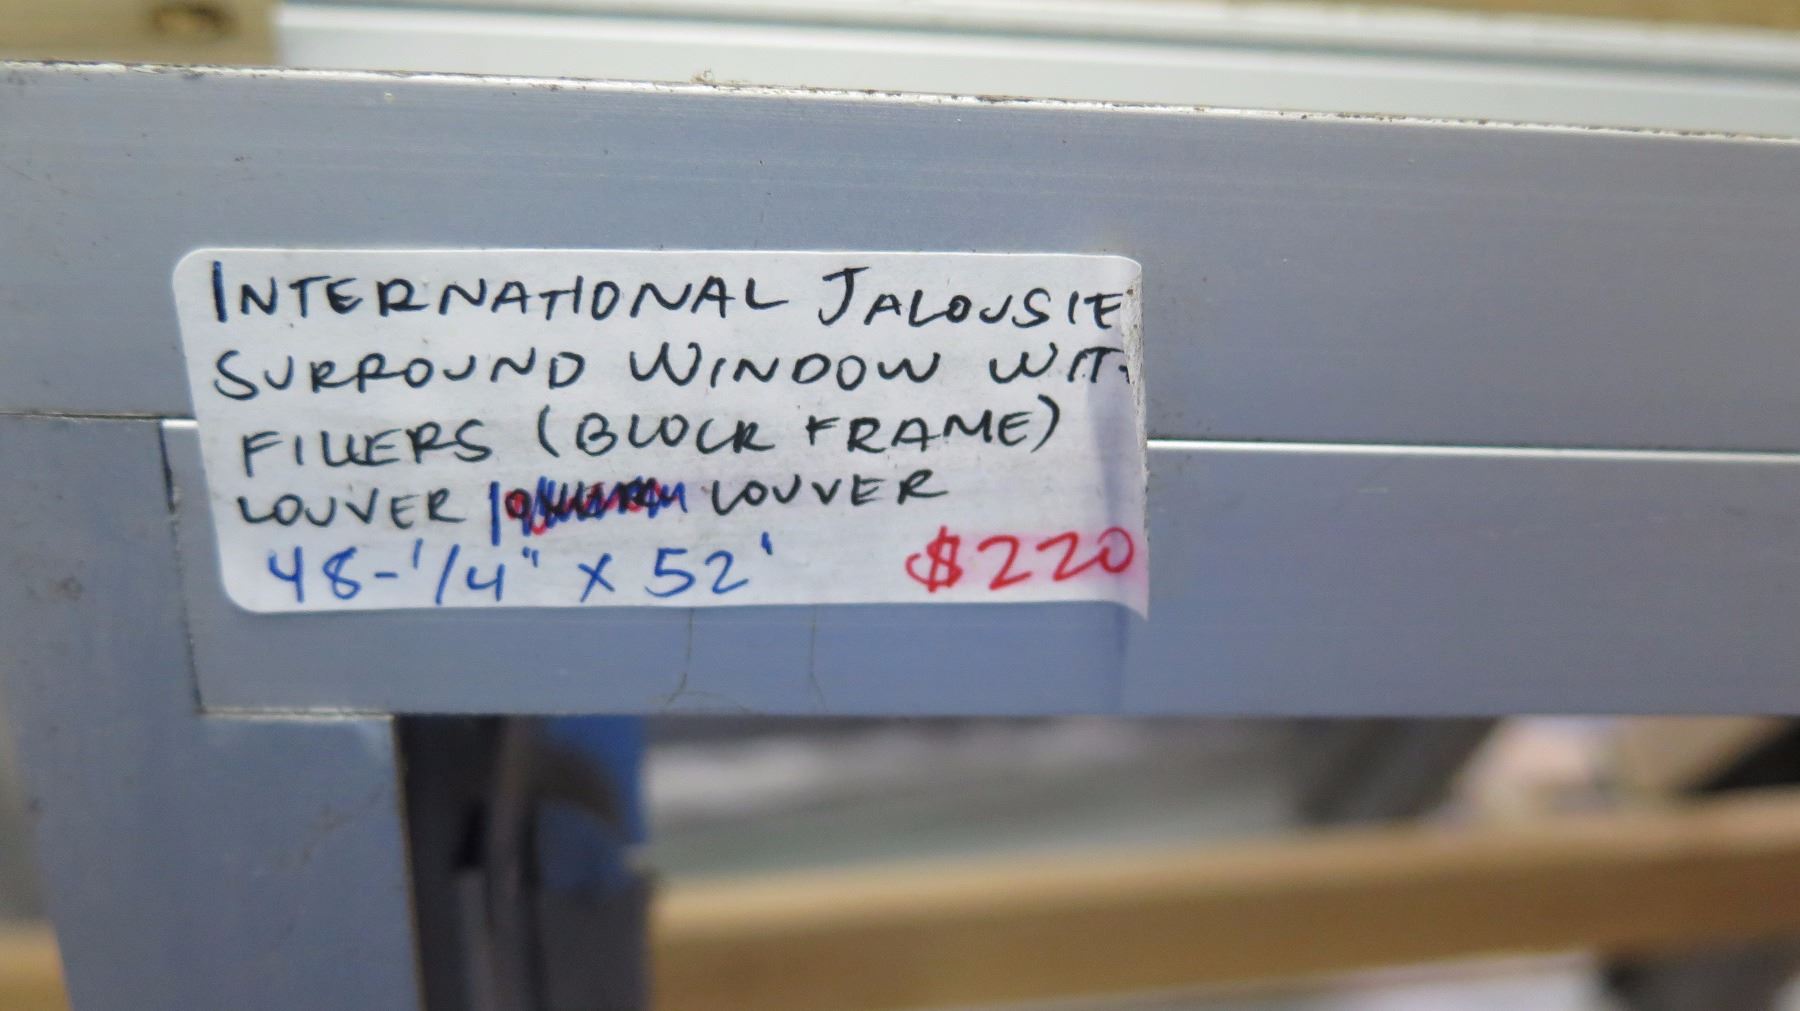 INTERNATIONAL JALOUSIE
SURROUND WINDOW WIT
FILLERS (BLOCK FRAME)
LOUVER LOUVER
48-1/4" X 52' $220